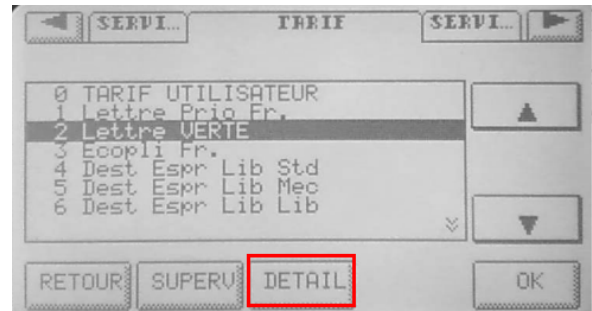 SERVI... TARIF SERVI...
0 TARIF UTILISATEUR
1 Lettre Prio Fr.
2 Lettre VERTE
3 Ecopli Fr.
4 Dest Espr Lib Std
5 Dest Espr Lib Mec
6 Dest Espr Lib Lib
RETOUR SUPERV DETAIL OK